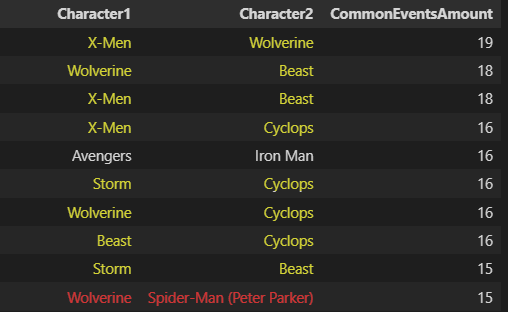 Character1 Character2 CommonEventsAmount
X-Men Wolverine 19
Wolverine Beast 18
X-Men Beast 18
X-Men Cyclops 16
Avengers Iron Man 16
Storm Cyclops 16
Wolverine Cyclops 16
Beast Cyclops 16
Storm Beast 15
Wolverine Spider-Man (Peter Parker) 15